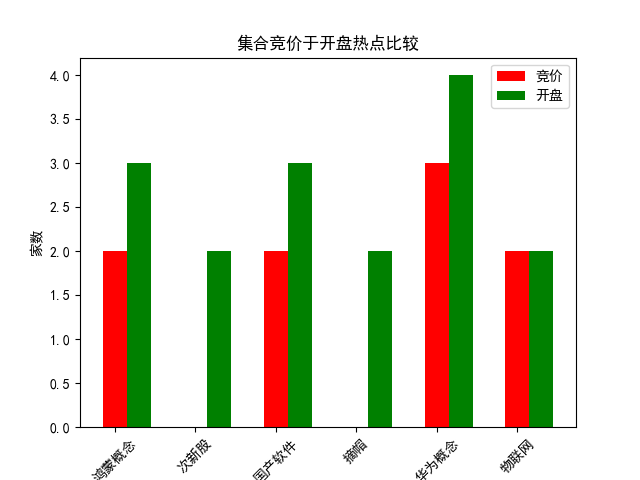 集合竞价于开盘热点比较
竞价
开盘
家数
4.0
3.5
3.0
2.5
2.0
1.5
1.0
0.5
0.0
鸿蒙概念
次新股
国产软件
摘帽
华为概念
物联网